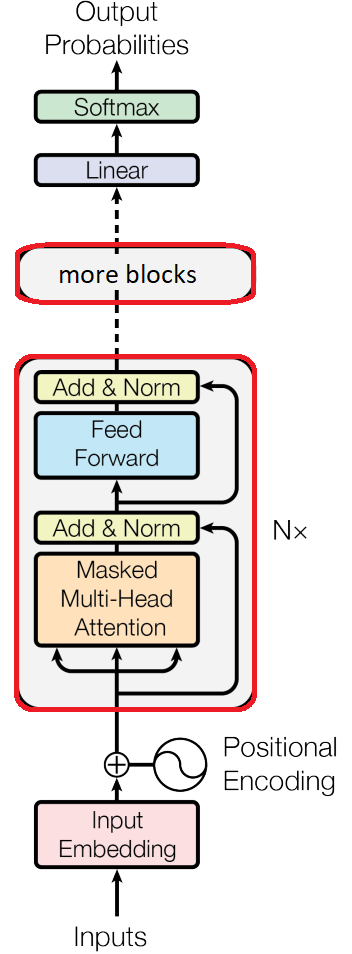 Output
Probabilities
Softmax
Linear
more blocks
Add & Norm
Feed
Forward
Add & Norm
Masked
Multi-Head
Attention
N×
Positional
Encoding
Input
Embedding
Inputs